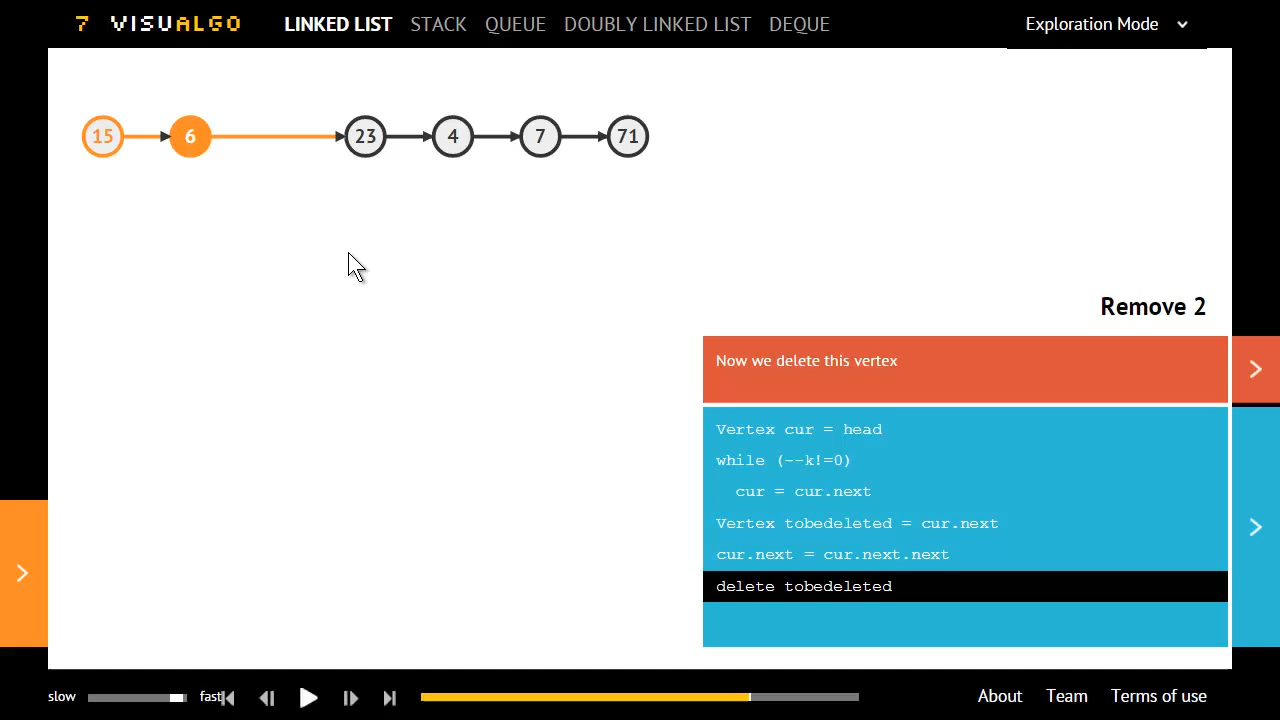 7 VISUALGO LINKED LIST STACK QUEUE DOUBLY LINKED LIST DEQUE Exploration Mode
15 6 23 4 7 71
Remove 2
Now we delete this vertex
Vertex cur = head
while (--k!=0)
cur = cur.next
Vertex tobedeleted = cur.next
cur.next = cur.next.next
delete tobedeleted
slow fast About Team Terms of use